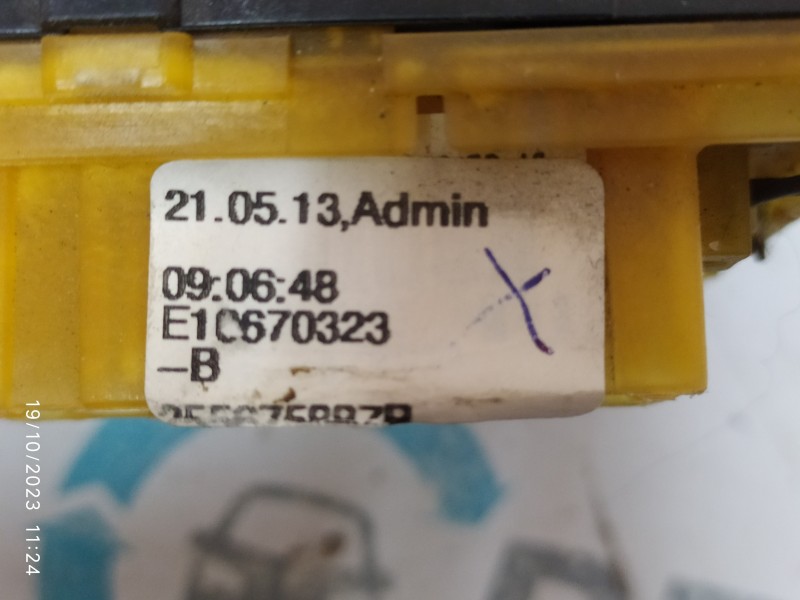 21.05.13,Admin
09:06:48
E10670323
-B
19/10/2023 11:24